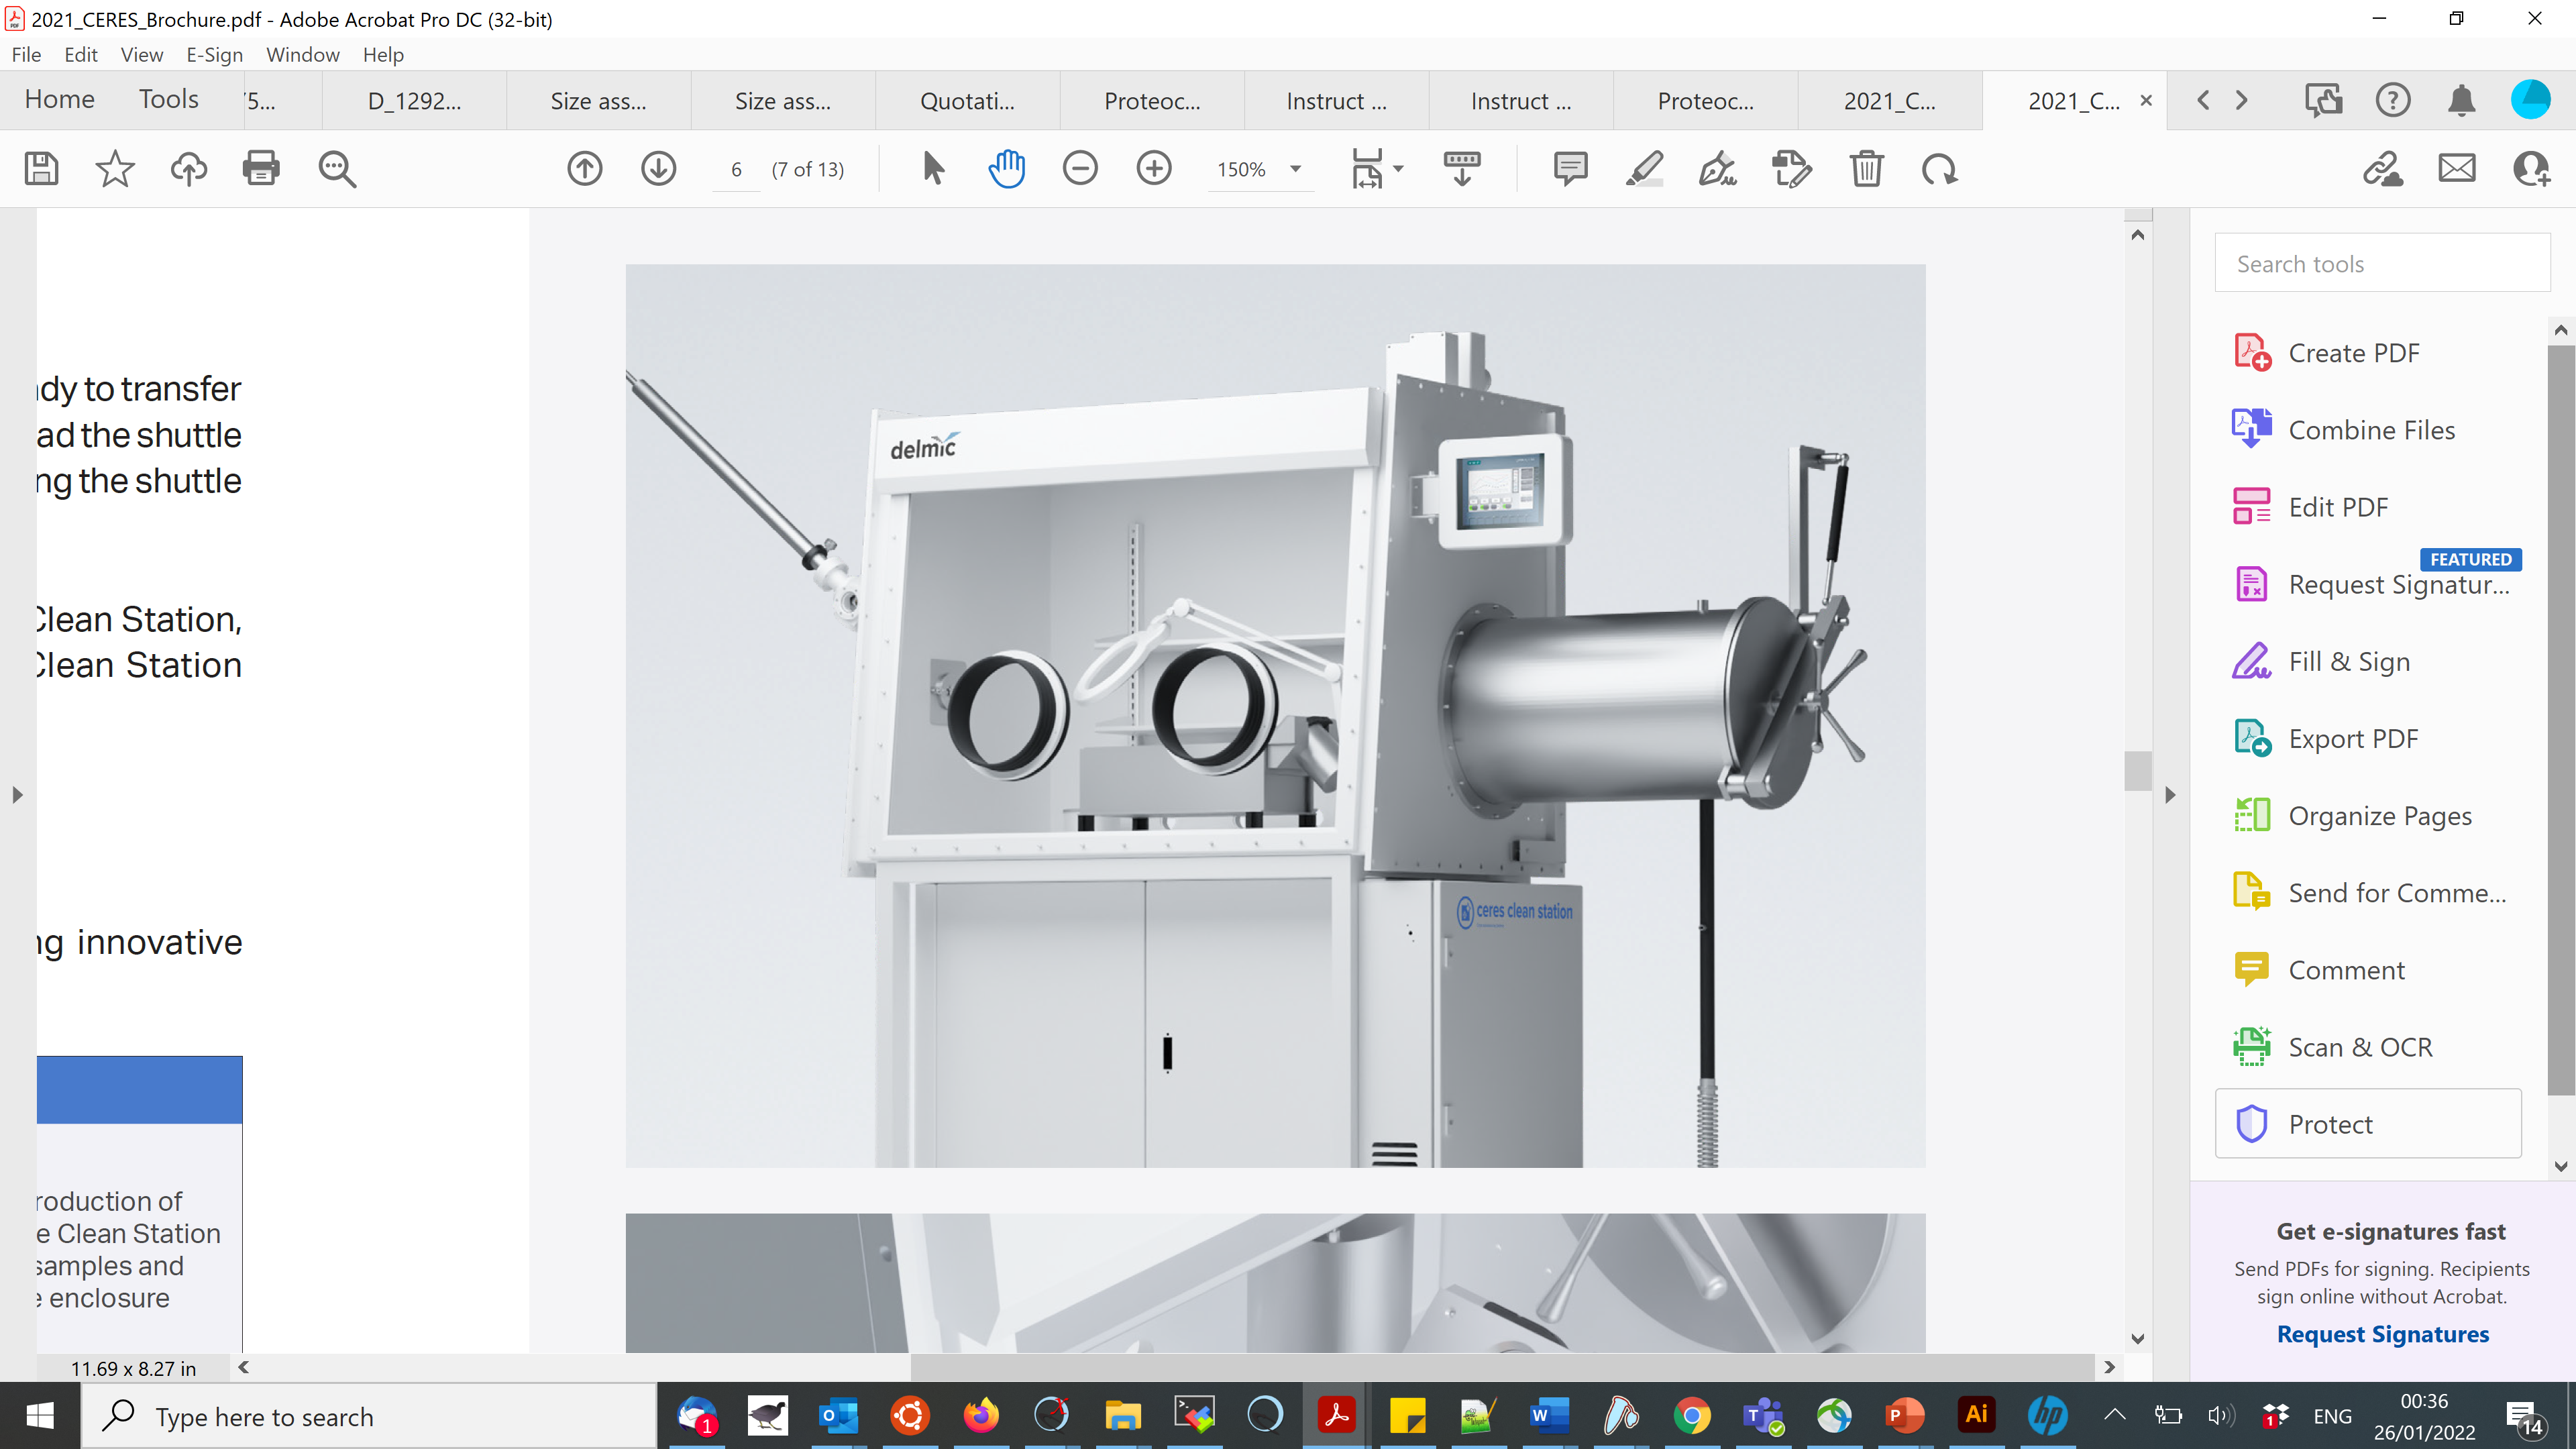 2021_CERES_Brochure.pdf - Adobe Acrobat Pro DC (32-bit)
File Edit View E-Sign Window Help
Home Tools '5... D_1292... Size ass... Size ass... Quotati... Proteoc... Instruct ... Instruct ... Proteoc... 2021_C... 2021_C...
6 (7 of 13) 150%
dy to transfer
ad the shuttle
ng the shuttle
Clean Station,
Clean Station
ng innovative
roduction of
e Clean Station
samples and
e enclosure
11.69 x 8.27 in
delmic
ceres clean station
Search tools
Create PDF
Combine Files
Edit PDF
FEATURED
Request Signatur...
Fill & Sign
Export PDF
Organize Pages
Send for Comme...
Comment
Scan & OCR
Protect
Get e-signatures fast
Send PDFs for signing. Recipients
sign online without Acrobat.
Request Signatures
Type here to search
1
Ai
hp
1
ENG
00:36
26/01/2022
14